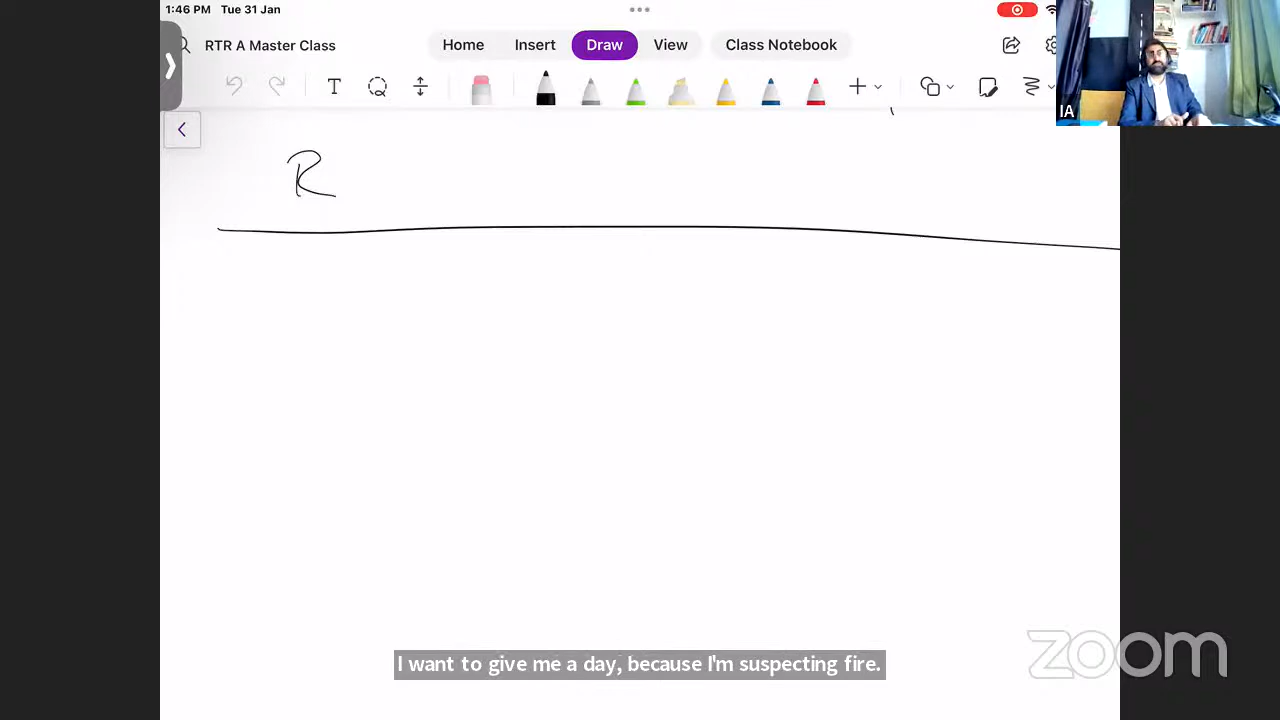 1:46 PM Tue 31 Jan
RTR A Master Class
Home Insert Draw View Class Notebook
T
IA
R
I want to give me a day, because I'm suspecting fire.
zoom